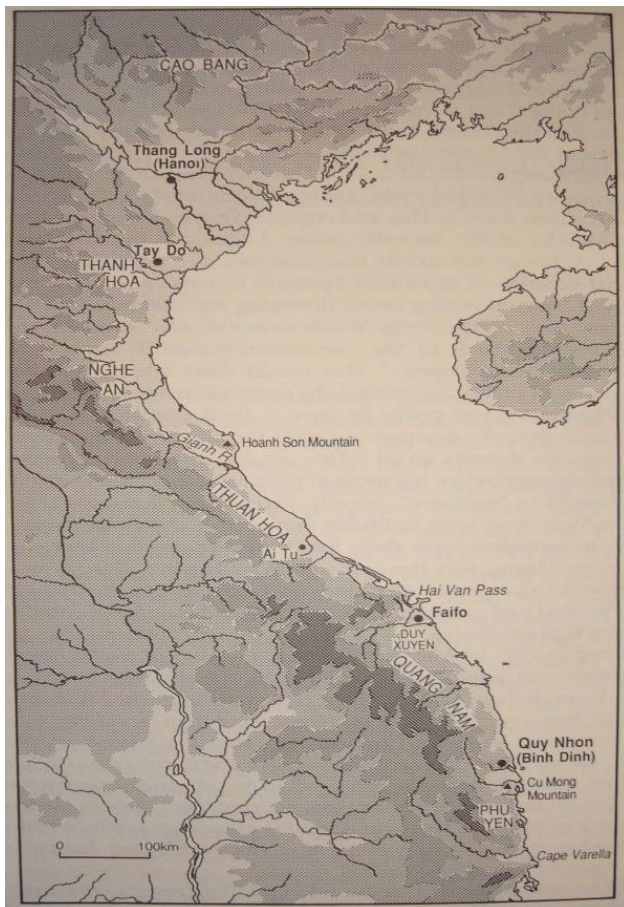 CAO BANG
Thang Long
(Hanoi)
Tay Do
THANH
HOA
NGHE
AN
Gianh R.
Hoanh Son Mountain
THUAN HOA
Ai Tu
Hai Van Pass
Faifo
DUY
XUYEN
QUANG NAM
Quy Nhon
(Binh Dinh)
Cu Mong
Mountain
PHU
YEN
0 100km
Cape Varella